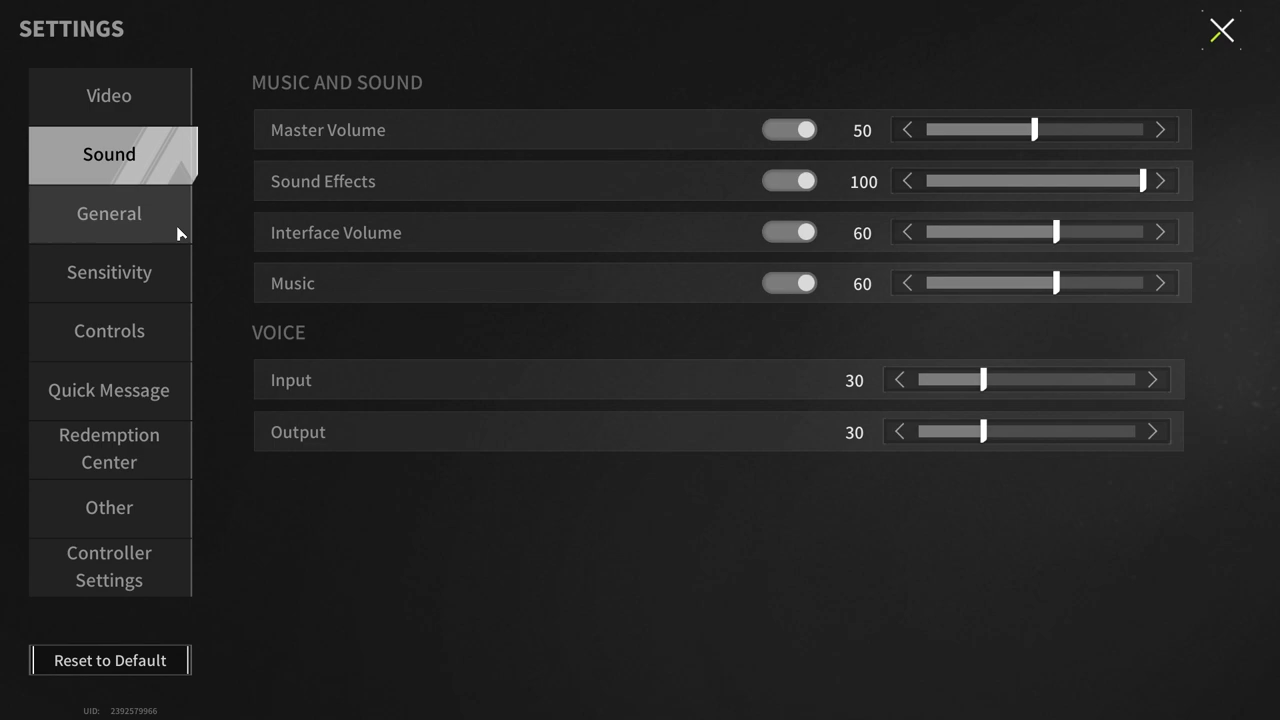 SETTINGS
Video
Sound
General
Sensitivity
Controls
Quick Message
Redemption
Center
Other
Controller
Settings
Reset to Default
UID: 2392579966
MUSIC AND SOUND
Master Volume 50
Sound Effects 100
Interface Volume 60
Music 60
VOICE
Input 30
Output 30